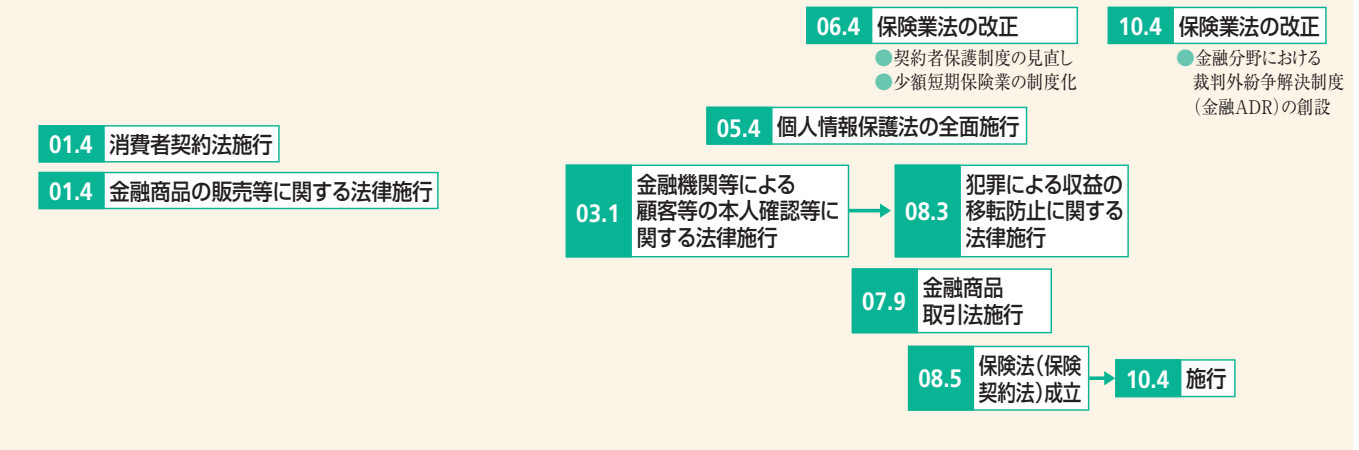 06.4 保険業法の改正
●契約者保護制度の見直し
●少額短期保険業の制度化
10.4 保険業法の改正
●金融分野における
裁判外紛争解決制度
(金融ADR)の創設
05.4 個人情報保護法の全面施行
01.4 消費者契約法施行
01.4 金融商品の販売等に関する法律施行
03.1 金融機関等による
顧客等の本人確認等に
関する法律施行
08.3 犯罪による収益の
移転防止に関する
法律施行
07.9 金融商品
取引法施行
08.5 保険法(保険
契約法)成立
10.4 施行